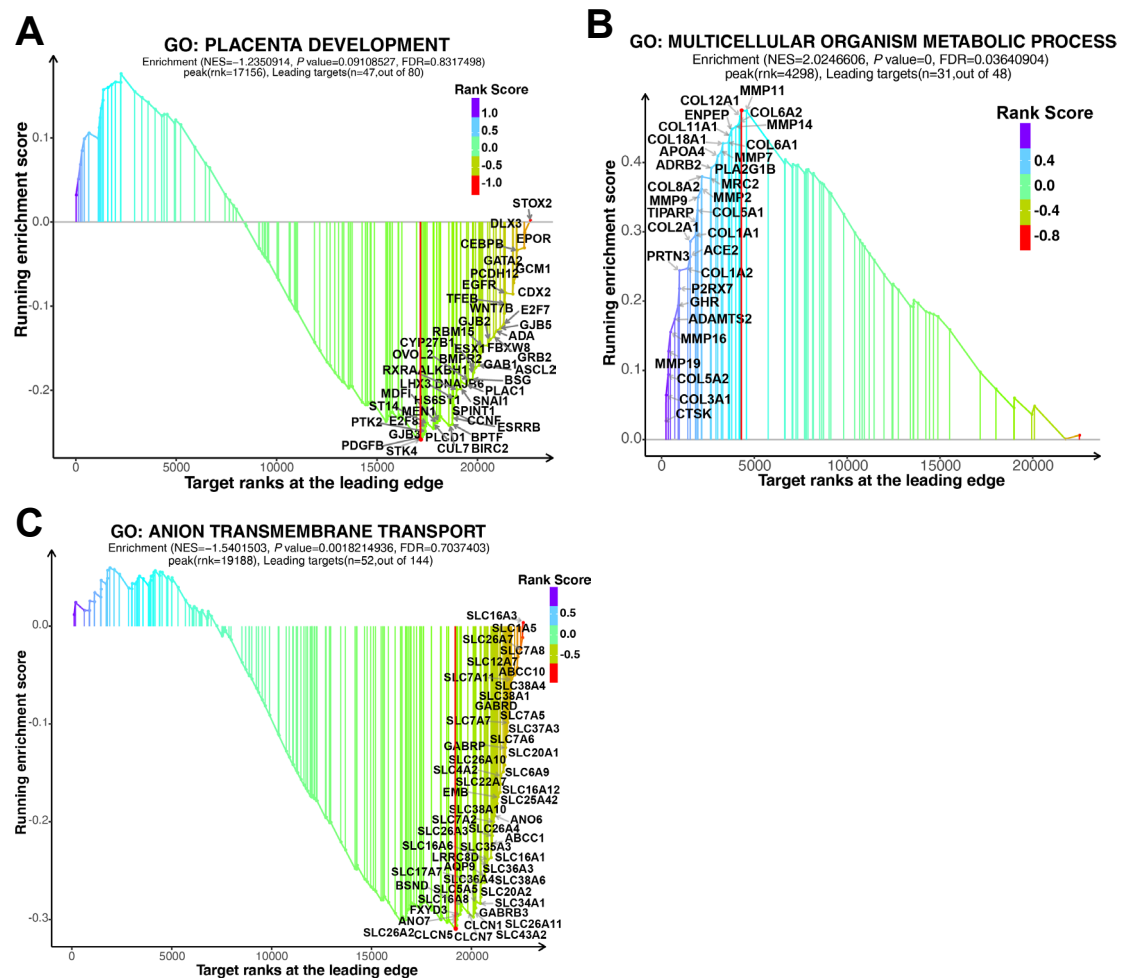 A
GO: PLACENTA DEVELOPMENT
Enrichment (NES=−1.2350914, P value=0.09108527, FDR=0.8317498)
peak(rnk=17156), Leading targets(n=47,out of 80)
Rank Score
1.0
0.5
0.0
-0.5
-1.0
Running enrichment score
0.1
0.0
-0.1
-0.2
STOX2
DLX3
EPOR
CEBPB
GATA2
GCM1
PCDH12
EGFR
CDX2
TFEB
WNT7B
E2F7
GJB2
GJB5
RBM15
ADA
CYP27B1
ESX1
FBXW8
OVOL2
BMPR2
GRB2
GAB1
RXRA
ALKBH1
ASCL2
LHX3
DNAJB6
BSG
MDFI
PLAC1
HS6ST1
SNAI1
ST14
MEN1
SPINT1
PTK2
E2F8
CCNF
ESRRB
GJB3
PLCD1
BPTF
PDGFB
STK4
CUL7
BIRC2
0
5000
10000
15000
20000
Target ranks at the leading edge
B
GO: MULTICELLULAR ORGANISM METABOLIC PROCESS
Enrichment (NES=2.0246606, P value=0, FDR=0.03640904)
peak(rnk=4298), Leading targets(n=31,out of 48)
Rank Score
0.4
0.0
-0.4
-0.8
Running enrichment score
0.4
0.3
0.2
0.1
0.0
MMP11
COL12A1
ENPEP
COL6A2
COL11A1
MMP14
COL18A1
COL6A1
APOA4
MMP7
ADRB2
PLA2G1B
COL8A2
MRC2
MMP9
MMP2
TIPARP
COL5A1
COL2A1
COL1A1
PRTN3
ACE2
COL1A2
P2RX7
GHR
ADAMTS2
MMP16
MMP19
COL5A2
COL3A1
CTSK
0
5000
10000
15000
20000
Target ranks at the leading edge
C
GO: ANION TRANSMEMBRANE TRANSPORT
Enrichment (NES=−1.5401503, P value=0.0018214936, FDR=0.7037403)
peak(rnk=19188), Leading targets(n=52,out of 144)
Rank Score
0.5
0.0
-0.5
Running enrichment score
0.0
-0.1
-0.2
-0.3
SLC16A3
SLC1A5
SLC26A7
SLC7A8
SLC12A7
ABCC10
SLC7A11
SLC38A4
SLC38A1
GABRD
SLC7A5
SLC7A7
SLC37A3
SLC7A6
GABRP
SLC20A1
SLC26A10
SLC4A2
SLC6A9
SLC22A7
EMB
SLC16A12
SLC25A42
SLC38A10
SLC7A2
ANO6
SLC26A3
SLC26A4
ABCC1
SLC16A6
SLC35A3
LRRC8D
SLC16A1
AQP9
SLC17A7
SLC36A3
SLC36A4
SLC38A6
BSND
SLC5A5
SLC20A2
SLC16A8
SLC34A1
FXYD3
GABRB3
ANO7
CLCN1
SLC26A11
SLC26A2
CLCN5
CLCN7
SLC43A2
0
5000
10000
15000
20000
Target ranks at the leading edge